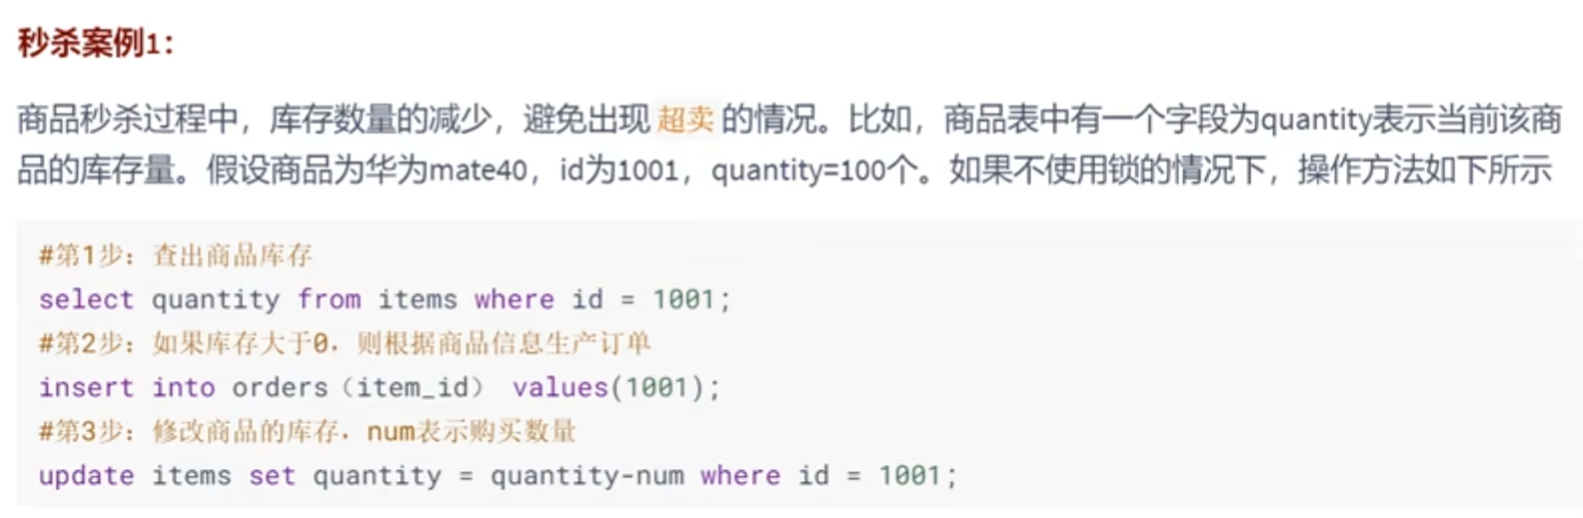 秒杀案例1：
商品秒杀过程中，库存数量的减少，避免出现 超卖 的情况。比如，商品表中有一个字段为quantity表示当前该商
品的库存量。假设商品为华为mate40，id为1001，quantity=100个。如果不使用锁的情况下，操作方法如下所示
#第1步：查出商品库存
select quantity from items where id = 1001;
#第2步：如果库存大于0，则根据商品信息生产订单
insert into orders（item_id） values(1001);
#第3步：修改商品的库存，num表示购买数量
update items set quantity = quantity-num where id = 1001;